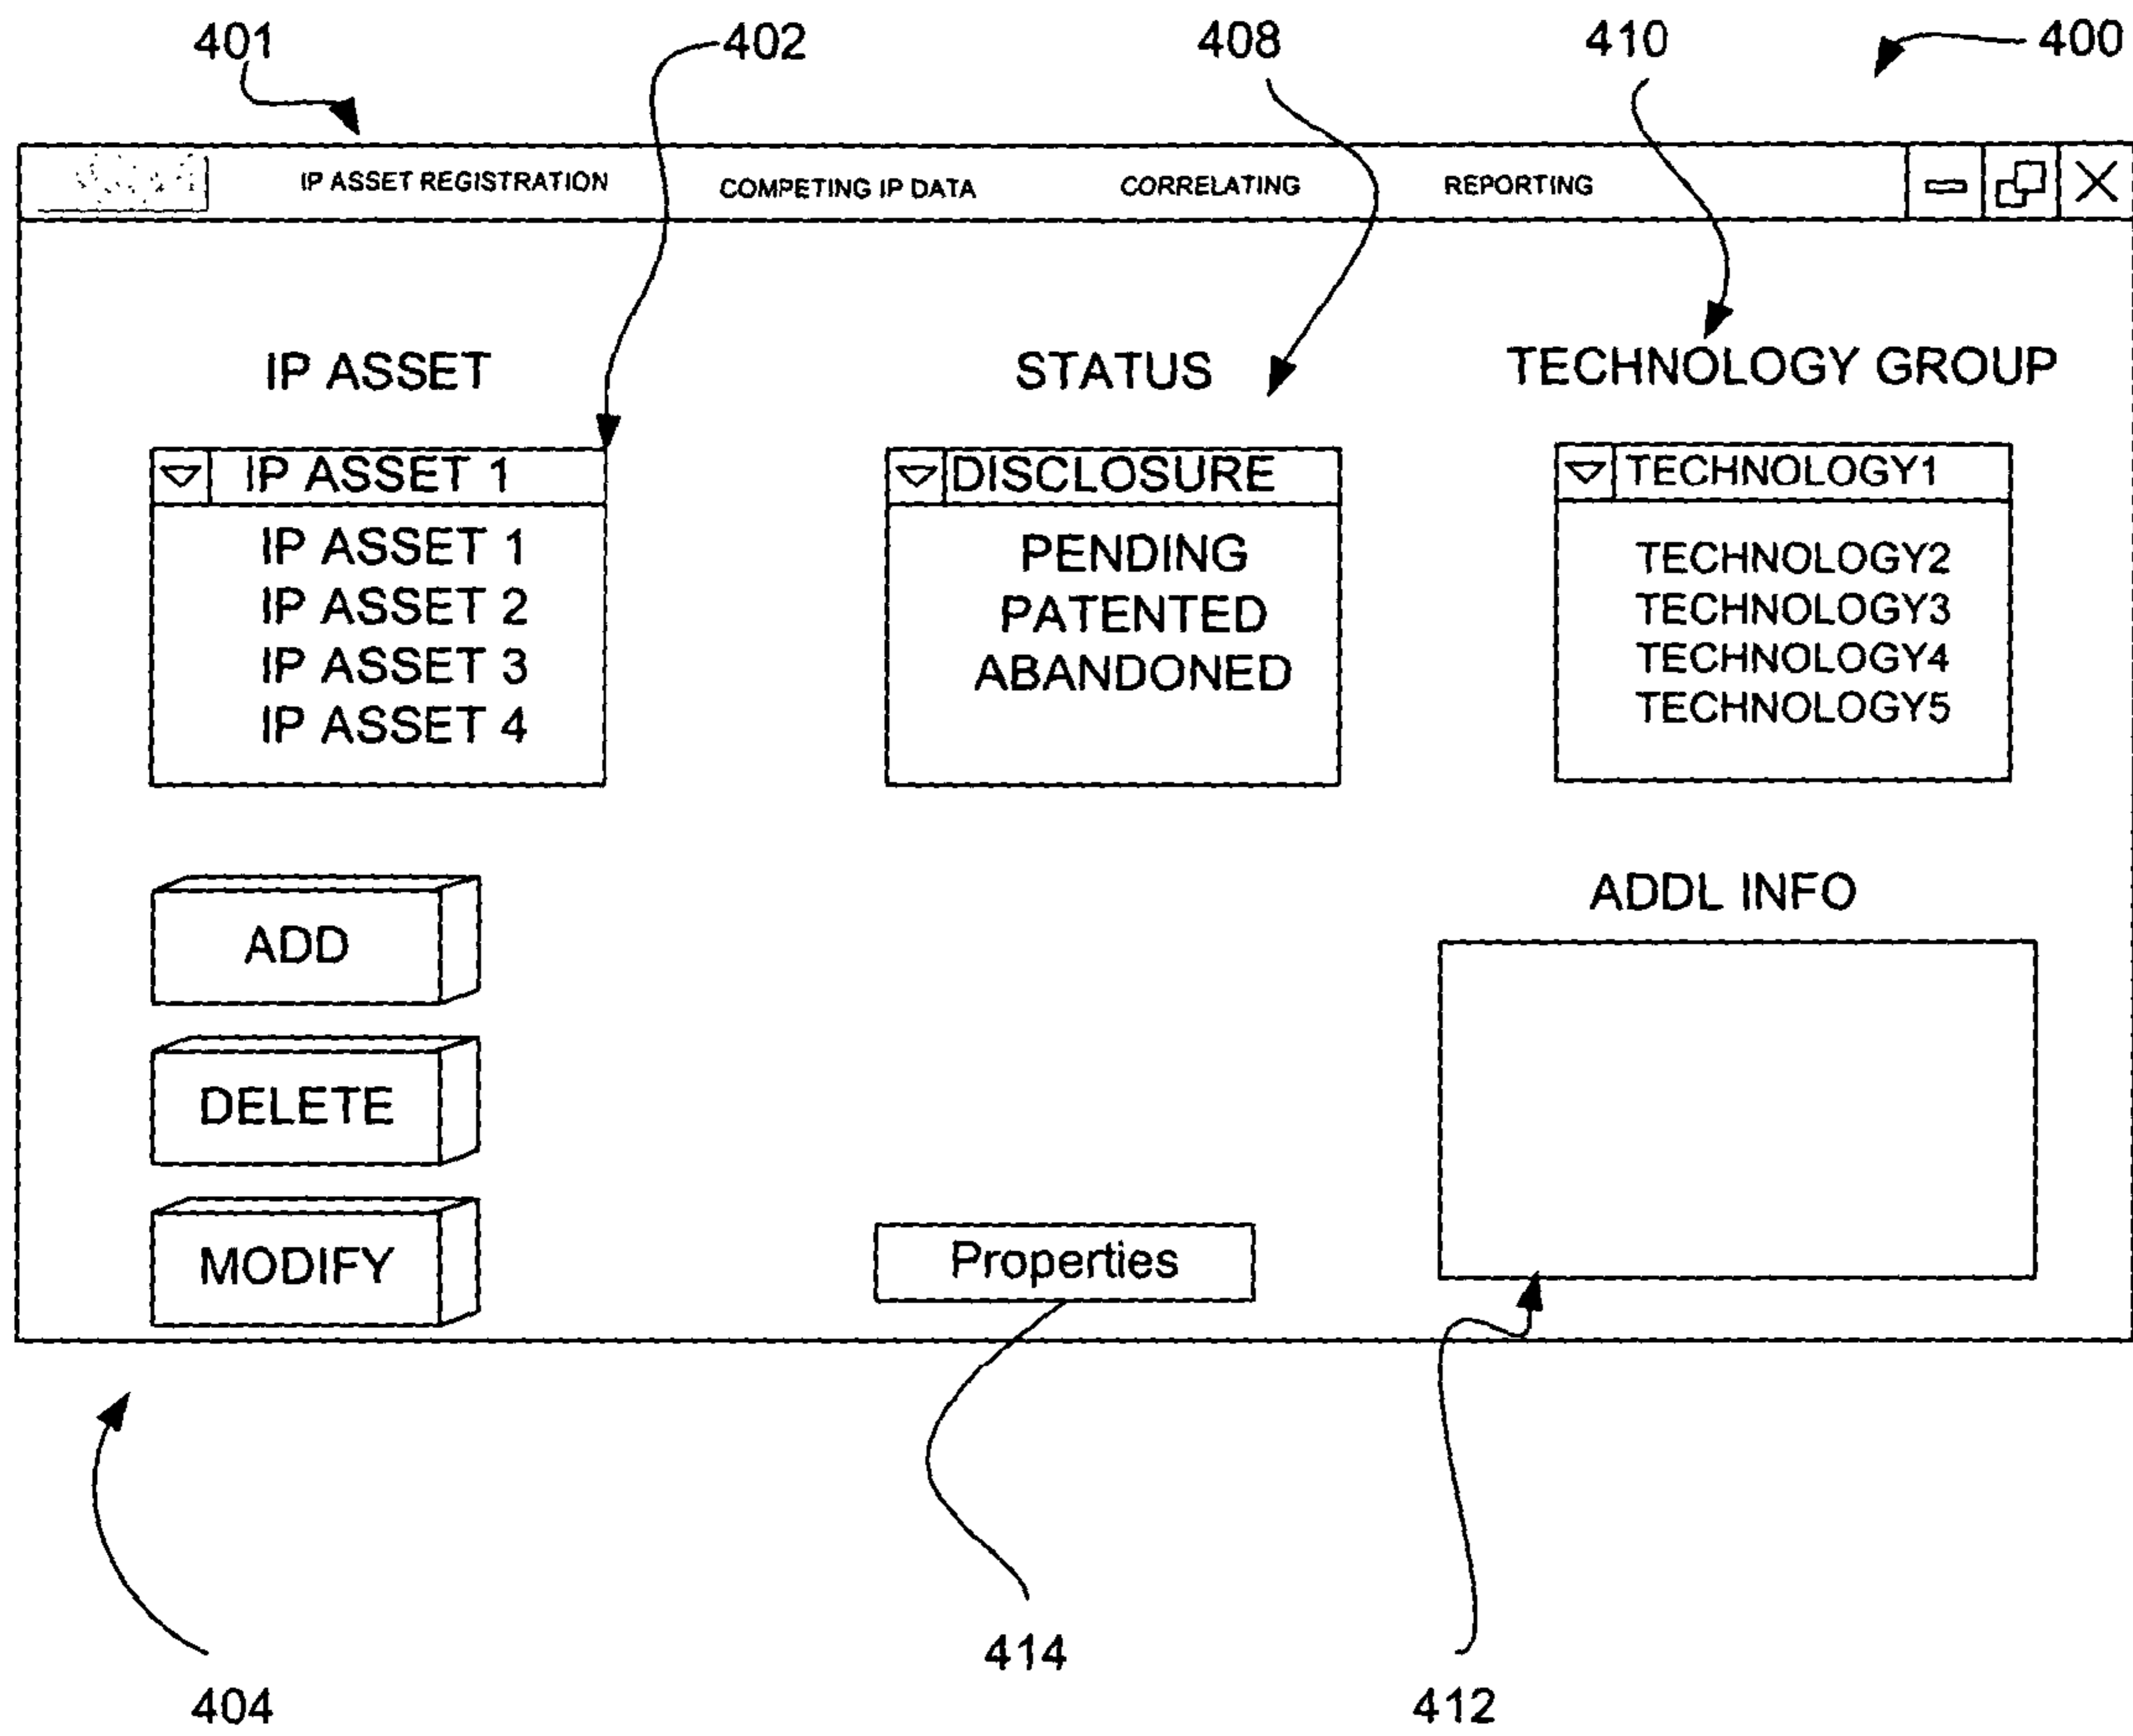 401 402 408 410 400
IP ASSET REGISTRATION COMPETING IP DATA CORRELATING REPORTING
IP ASSET STATUS TECHNOLOGY GROUP
IP ASSET 1
IP ASSET 1
IP ASSET 2
IP ASSET 3
IP ASSET 4
DISCLOSURE
PENDING
PATENTED
ABANDONED
TECHNOLOGY1
TECHNOLOGY2
TECHNOLOGY3
TECHNOLOGY4
TECHNOLOGY5
ADD
DELETE
MODIFY
Properties
ADDL INFO
404 414 412